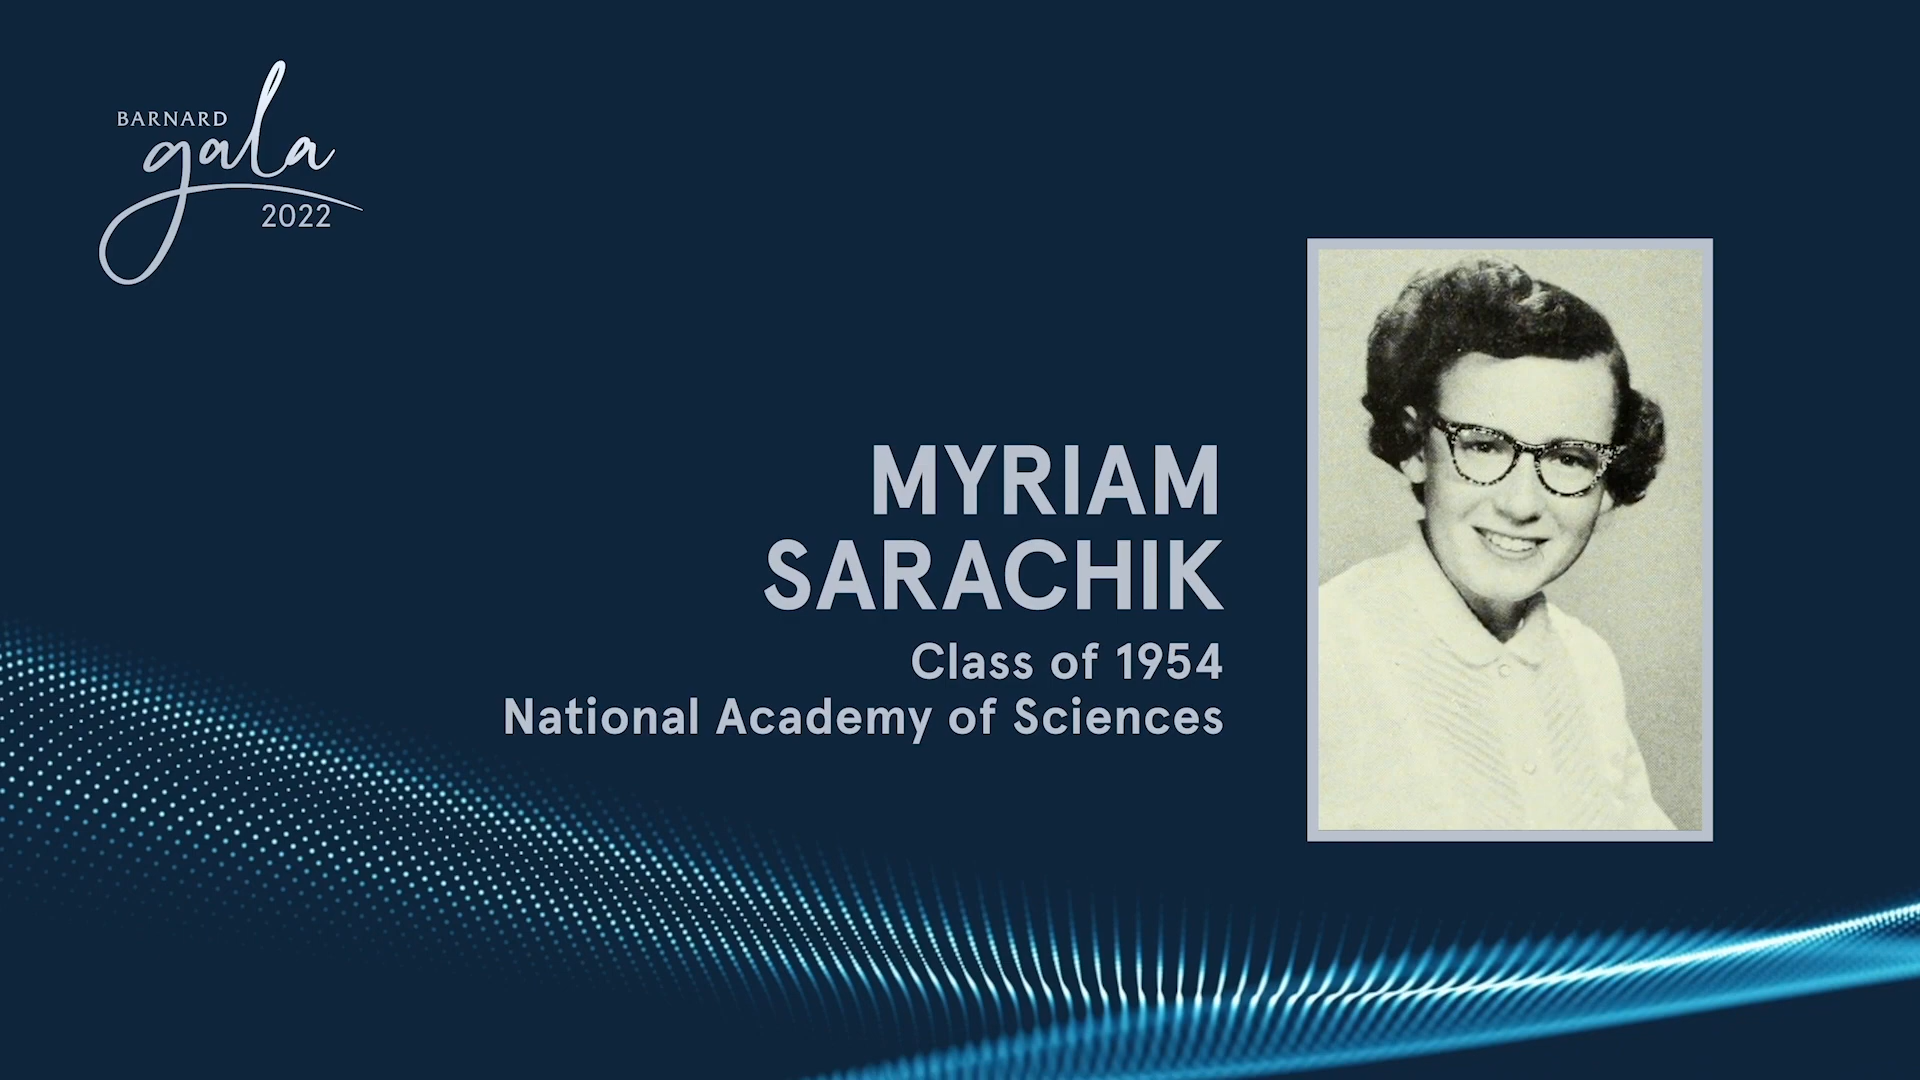 BARNARD
gala
2022
MYRIAM
SARACHIK
Class of 1954
National Academy of Sciences